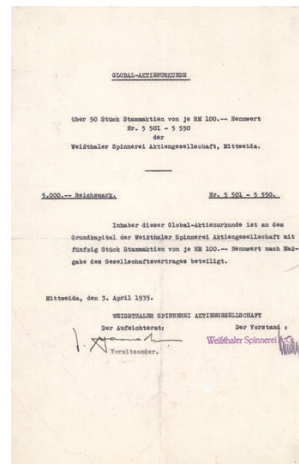 GLOBAL-AKTIENURKUNDE
über 50 Stück Stammaktien von je RM 100.-- Nennwert
Nr. 5 501 - 5 550
der
Weißthaler Spinnerei Aktiengesellschaft, Mittweida.
5.000.-- Reichsmark. Nr. 5 501 - 5 550.
Inhaber dieser Global-Aktienurkunde ist an dem
Grundkapital der Weißthaler Spinnerei Aktiengesellschaft mit
fünfzig Stück Stammaktien von je RM 100.-- Nennwert nach Maß-
gabe des Gesellschaftsvertrages beteiligt.
Mittweida, den 3. April 1935.
WEISSTHALER SPINNEREI AKTIENGESELLSCHAFT
Der Aufsichtsrat: Der Vorstand :
Weißthaler Spinnerei A.G.
Vorsitzender.